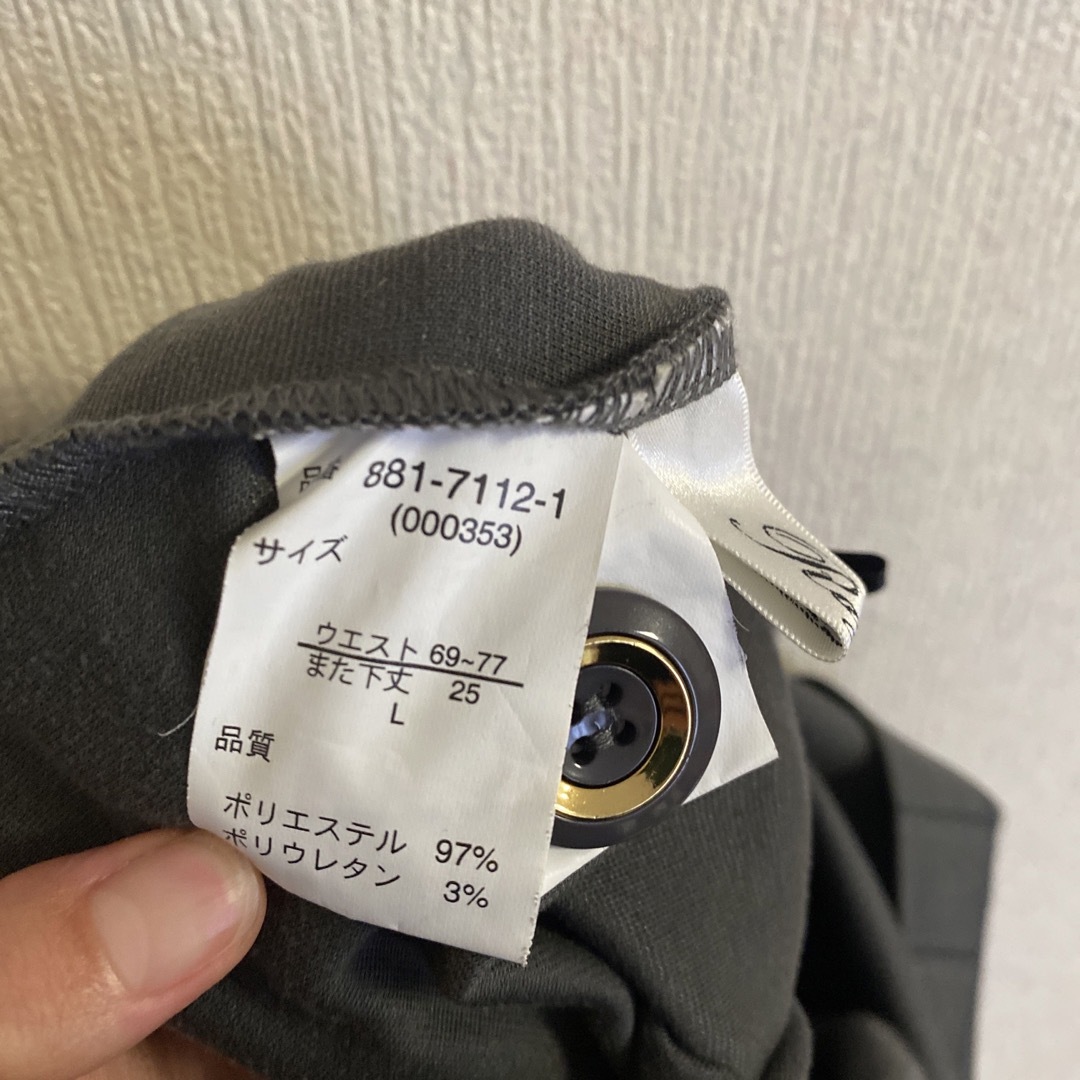 881-7112-1
(000353)
サイズ
ウエスト 69~77
また下丈 25
L
品質
ポリエステル 97%
ポリウレタン 3%